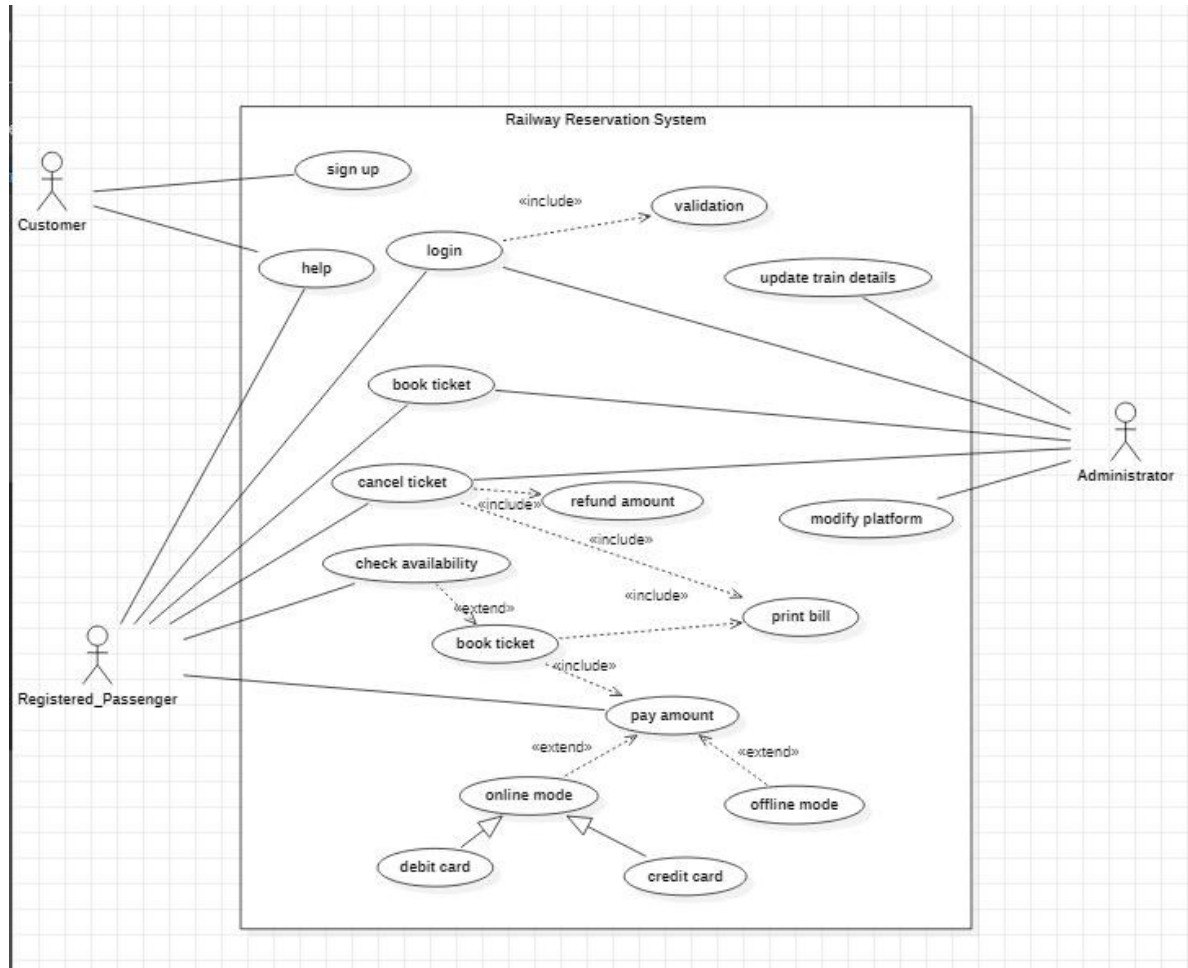 Railway Reservation System
sign up
Customer
«include»
validation
login
help
update train details
book ticket
Administrator
cancel ticket
«include»
refund amount
modify platform
«include»
check availability
«extend»
«include»
print bill
book ticket
«include»
Registered_Passenger
pay amount
«extend»
«extend»
online mode
offline mode
debit card
credit card